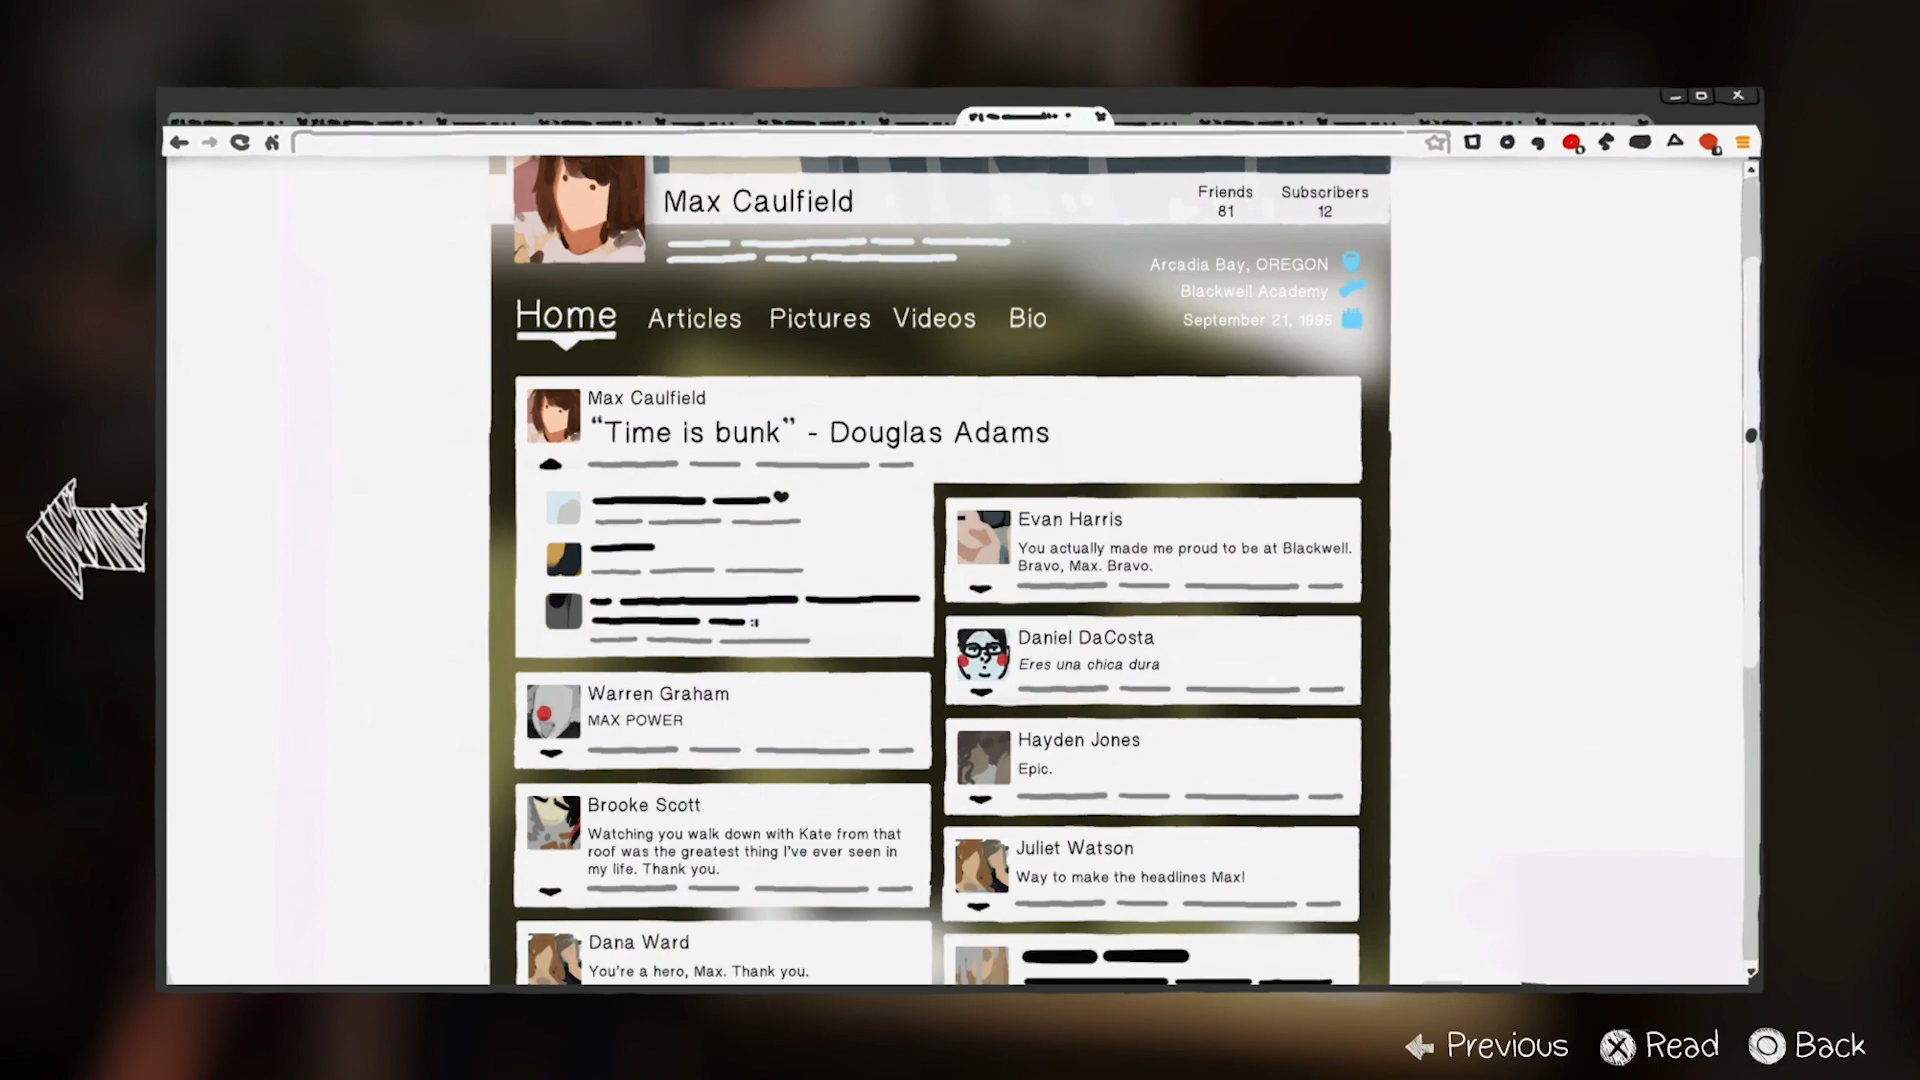 Max Caulfield
Friends
81
Subscribers
12
Arcadia Bay, OREGON
Blackwell Academy
September 21, 1995
Home
Articles
Pictures
Videos
Bio
Max Caulfield
“Time is bunk” - Douglas Adams
Warren Graham
MAX POWER
Brooke Scott
Watching you walk down with Kate from that
roof was the greatest thing I've ever seen in
my life. Thank you.
Dana Ward
You're a hero, Max. Thank you.
Evan Harris
You actually made me proud to be at Blackwell.
Bravo, Max. Bravo.
Daniel DaCosta
Eres una chica dura
Hayden Jones
Epic.
Juliet Watson
Way to make the headlines Max!
Previous
Read
Back